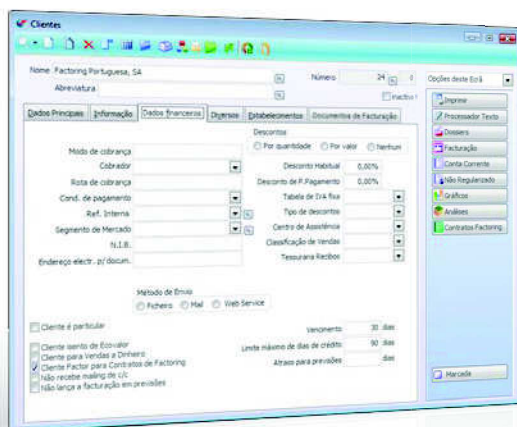 Clientes
Nome Factoring Portuguesa, SA
Número 24 0
Abreviatura
Inactivo !
Dados Principais Informação Dados financeiros Diversos Estabelecimentos Documentos de Facturação
Descontos
Por quantidade Por valor Nenhum
Modo de cobrança
Cobrador
Rota de cobrança
Cond. de pagamento
Ref. Interna
Segmento de Mercado
N.I.B.
Endereço electr. p/ docum.
Desconto Habitual 0,00%
Desconto de P.Pagamento 0,00%
Tabela de IVA fixa
Tipo de descontos
Centro de Assistência
Classificação de Vendas
Tesouraria Recibos
Método de Envio
Ficheiro Mail Web Service
Cliente é particular
Cliente isento de Ecovalor
Cliente para Vendas a Dinheiro
Cliente Factor para Contratos de Factoring
Não recebe mailing de c/c
Não lança a facturação em previsões
Vencimento 30 dias
Limite máximo de dias de crédito 90 dias
Atraso para previsões dias
Opções deste Ecrã
Imprimir
Processador Texto
Dossiers
Facturação
Conta Corrente
Não Regularizado
Gráficos
Análises
Contratos Factoring
Marcada